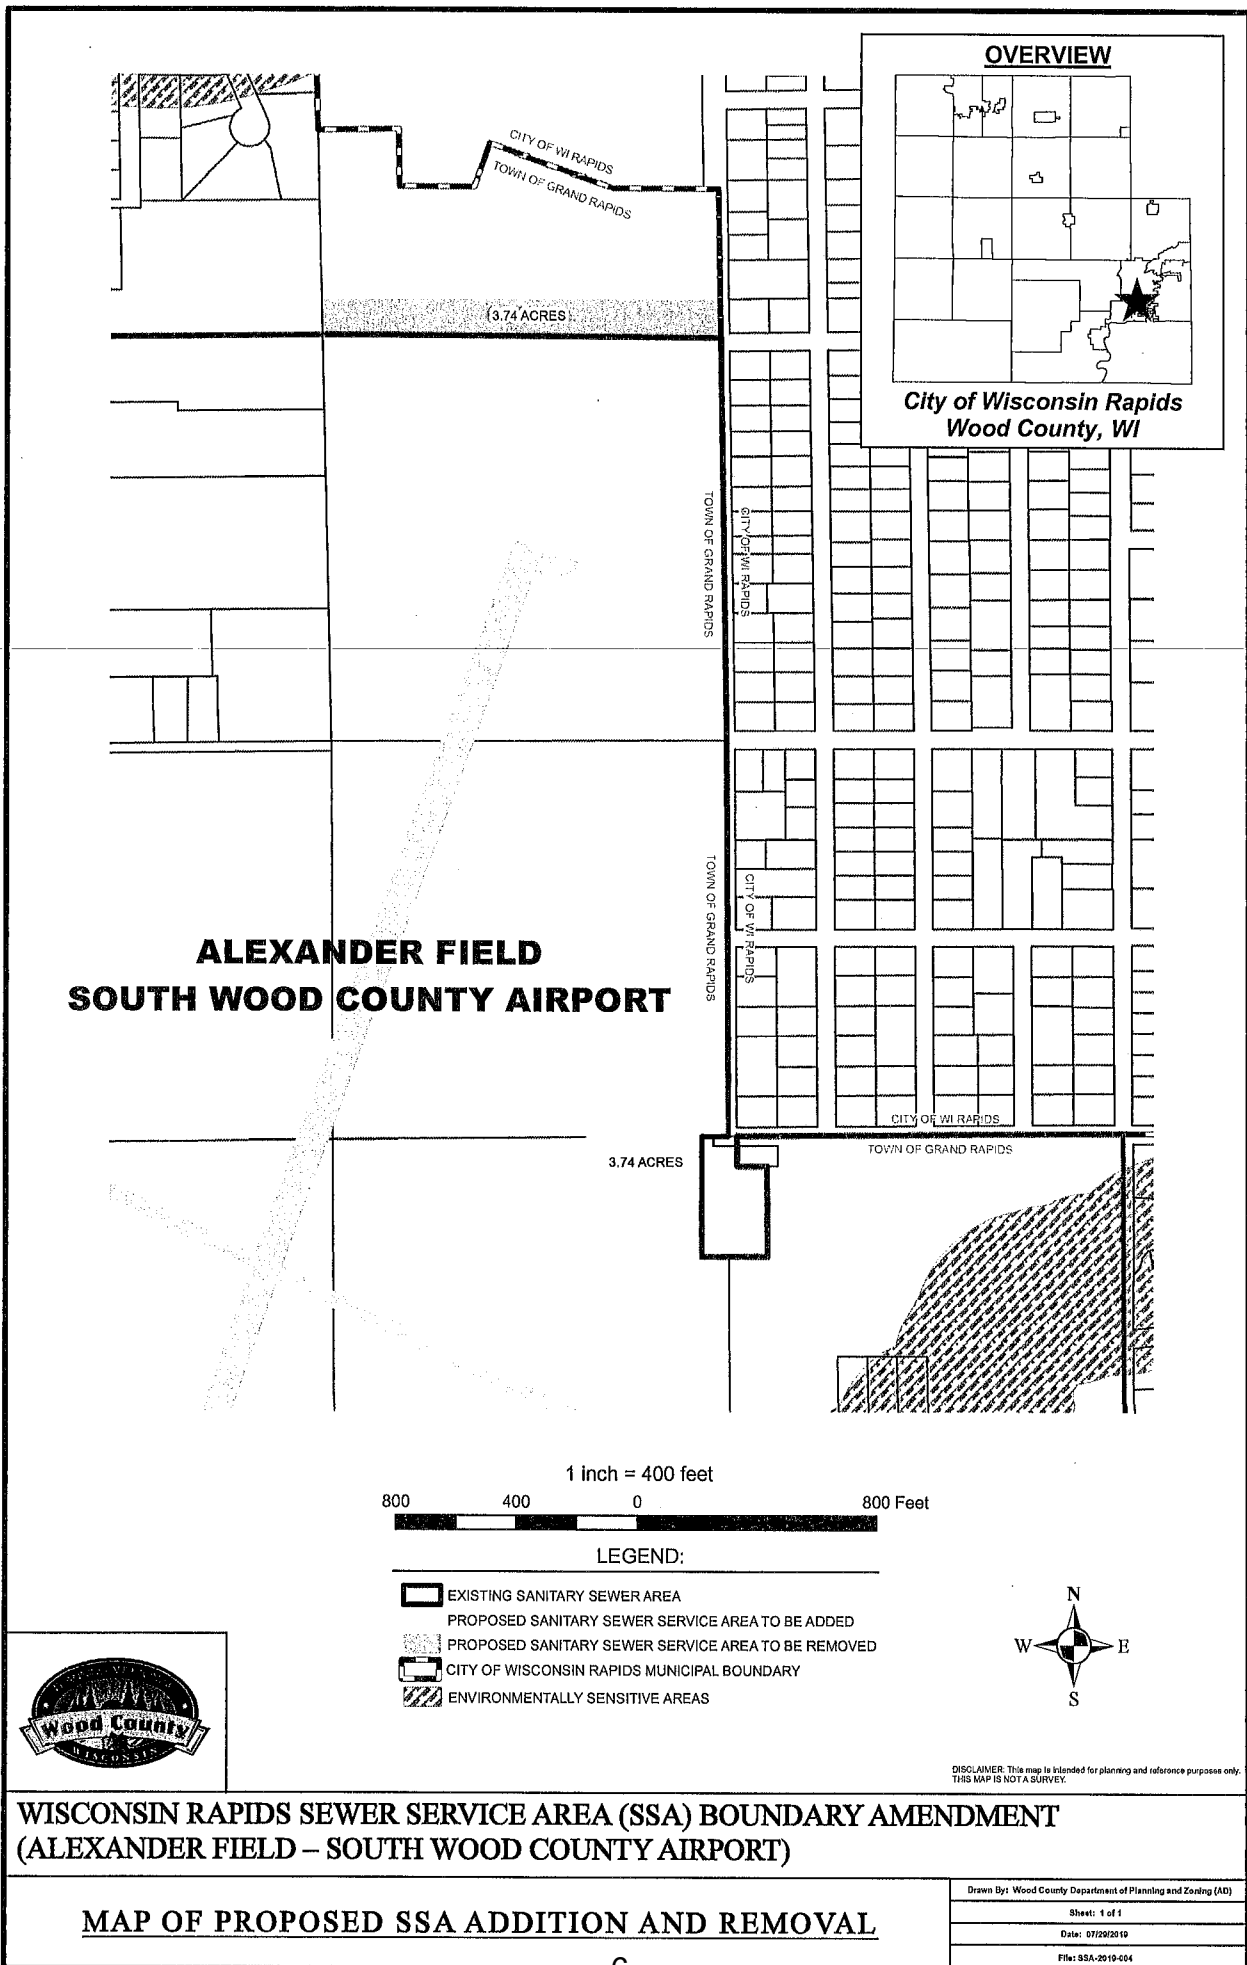 OVERVIEW
City of Wisconsin Rapids
Wood County, WI
CITY OF WI RAPIDS
TOWN OF GRAND RAPIDS
(3.74 ACRES)
TOWN OF GRAND RAPIDS
CITY OF WI RAPIDS
TOWN OF GRAND RAPIDS
CITY OF WI RAPIDS
ALEXANDER FIELD
SOUTH WOOD COUNTY AIRPORT
CITY OF WI RAPIDS
TOWN OF GRAND RAPIDS
3.74 ACRES
1 inch = 400 feet
800 400 0 800 Feet
LEGEND:
EXISTING SANITARY SEWER AREA
PROPOSED SANITARY SEWER SERVICE AREA TO BE ADDED
PROPOSED SANITARY SEWER SERVICE AREA TO BE REMOVED
CITY OF WISCONSIN RAPIDS MUNICIPAL BOUNDARY
ENVIRONMENTALLY SENSITIVE AREAS
N
W E
S
Wood County
WISCONSIN
DISCLAIMER: This map is intended for planning and reference purposes only.
THIS MAP IS NOT A SURVEY.
WISCONSIN RAPIDS SEWER SERVICE AREA (SSA) BOUNDARY AMENDMENT
(ALEXANDER FIELD – SOUTH WOOD COUNTY AIRPORT)
MAP OF PROPOSED SSA ADDITION AND REMOVAL
Drawn By: Wood County Department of Planning and Zoning (AD)
Sheet: 1 of 1
Date: 07/29/2019
File: SSA-2019-004